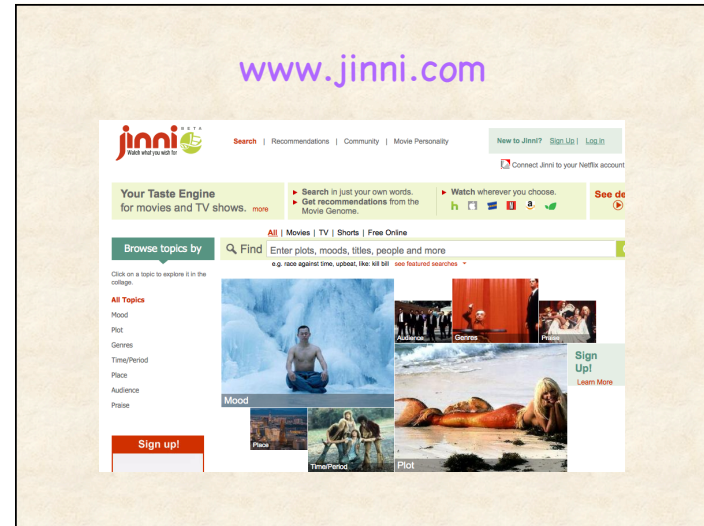 www.jinni.com
jinni BETA
Watch what you wish for
Search | Recommendations | Community | Movie Personality
New to Jinni? Sign Up | Log in
Connect Jinni to your Netflix account
Your Taste Engine
for movies and TV shows. more
► Search in just your own words.
► Get recommendations from the
Movie Genome.
► Watch wherever you choose.
See de
All | Movies | TV | Shorts | Free Online
Browse topics by
Find
Enter plots, moods, titles, people and more
e.g. race against time, upbeat, like: kill bill see featured searches
Click on a topic to explore it in the
collage.
All Topics
Mood
Plot
Genres
Time/Period
Place
Audience
Praise
Sign up!
Mood
Audience
Genres
Praise
Place
Time/Period
Plot
Sign
Up!
Learn More